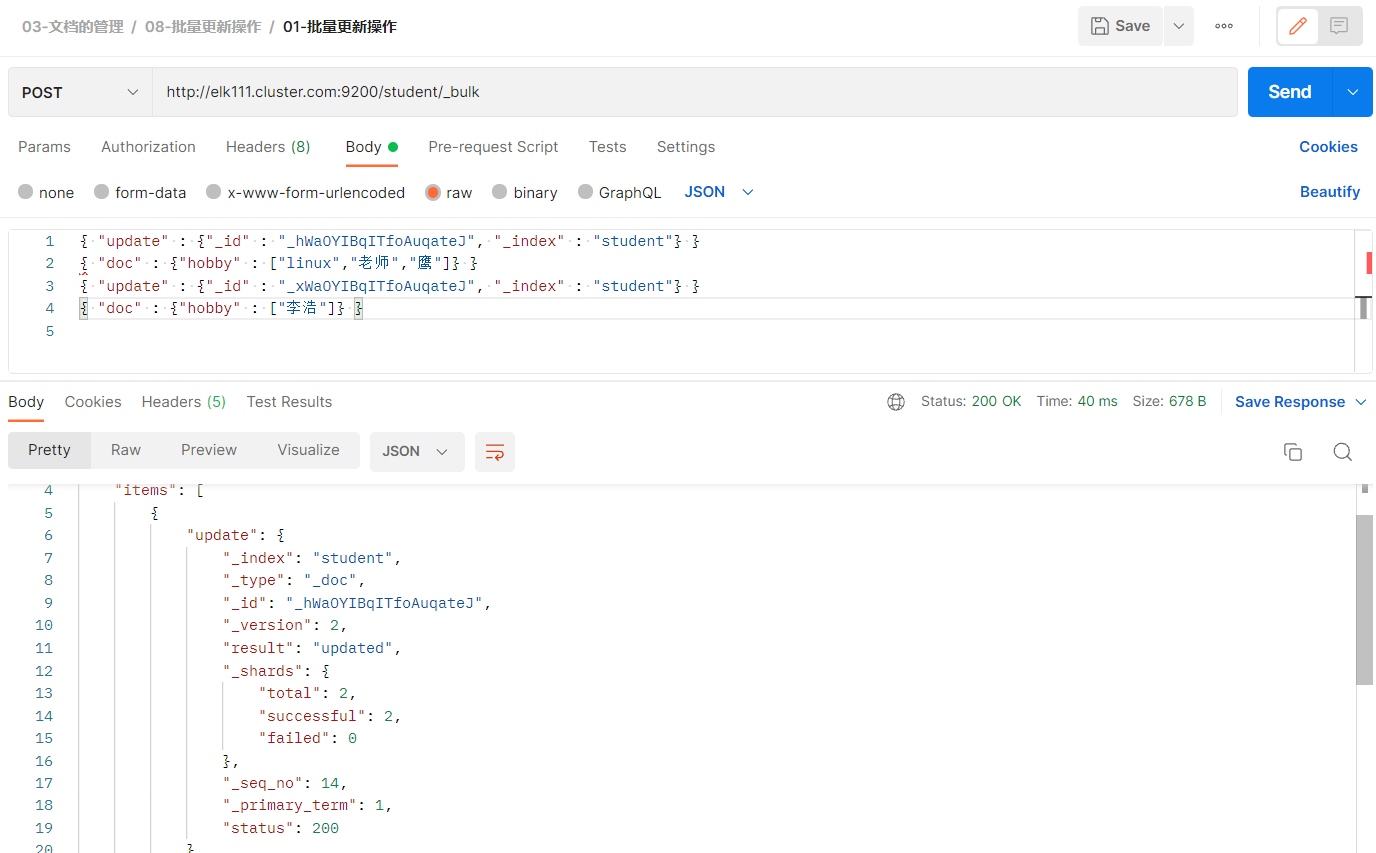 03-文档的管理 / 08-批量更新操作 / 01-批量更新操作
Save
POST
http://elk111.cluster.com:9200/student/_bulk
Send
Params Authorization Headers (8) Body Pre-request Script Tests Settings
Cookies
none form-data x-www-form-urlencoded raw binary GraphQL JSON
Beautify
1 { "update" : {"_id" : "_hWaOYIBqITfoAuqateJ", "_index" : "student"} }
2 { "doc" : {"hobby" : ["linux","老师","鹰"]} }
3 { "update" : {"_id" : "_xWaOYIBqITfoAuqateJ", "_index" : "student"} }
4 { "doc" : {"hobby" : ["李浩"]} }
5
Body Cookies Headers (5) Test Results
Status: 200 OK Time: 40 ms Size: 678 B
Save Response
Pretty Raw Preview Visualize JSON
4 "items": [
5 {
6 "update": {
7 "_index": "student",
8 "_type": "_doc",
9 "_id": "_hWaOYIBqITfoAuqateJ",
10 "_version": 2,
11 "result": "updated",
12 "_shards": {
13 "total": 2,
14 "successful": 2,
15 "failed": 0
16 },
17 "_seq_no": 14,
18 "_primary_term": 1,
19 "status": 200
20 }